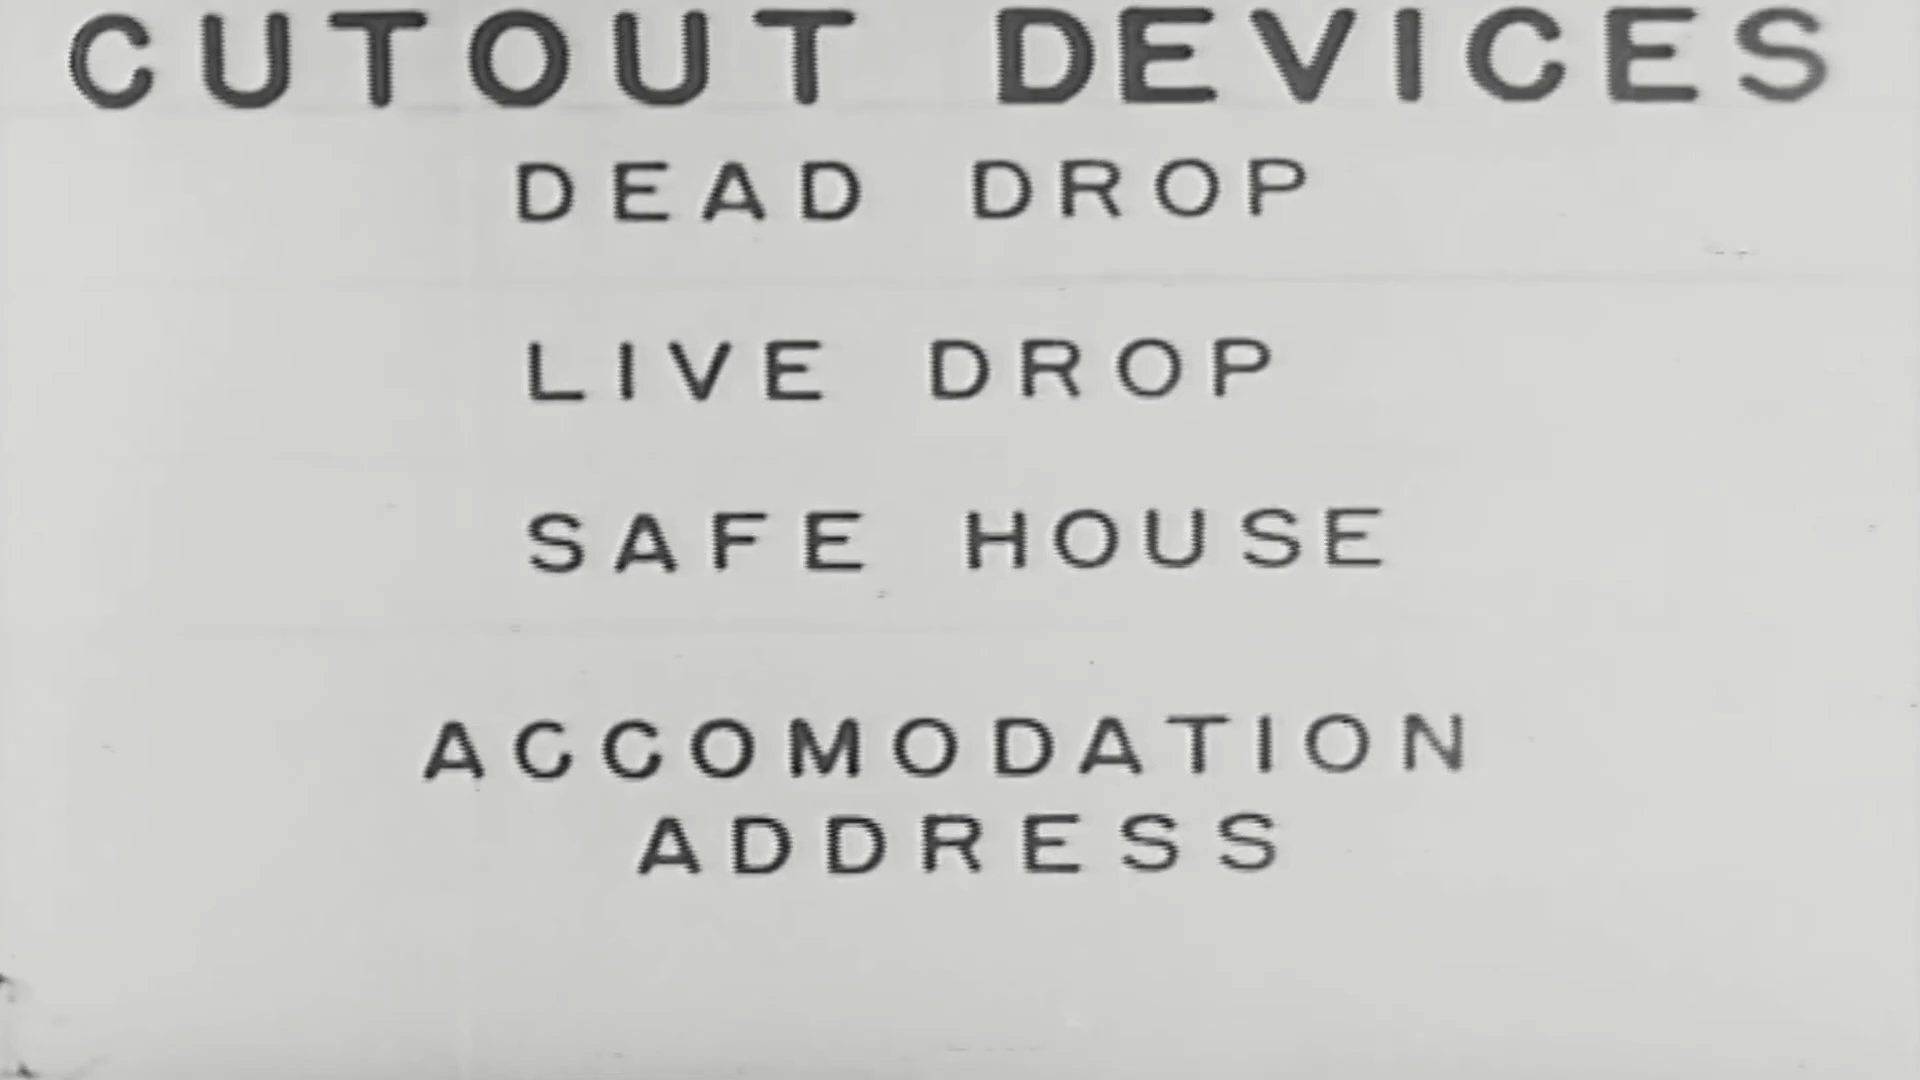 CUTOUT DEVICES
DEAD DROP
LIVE DROP
SAFE HOUSE
ACCOMODATION
ADDRESS